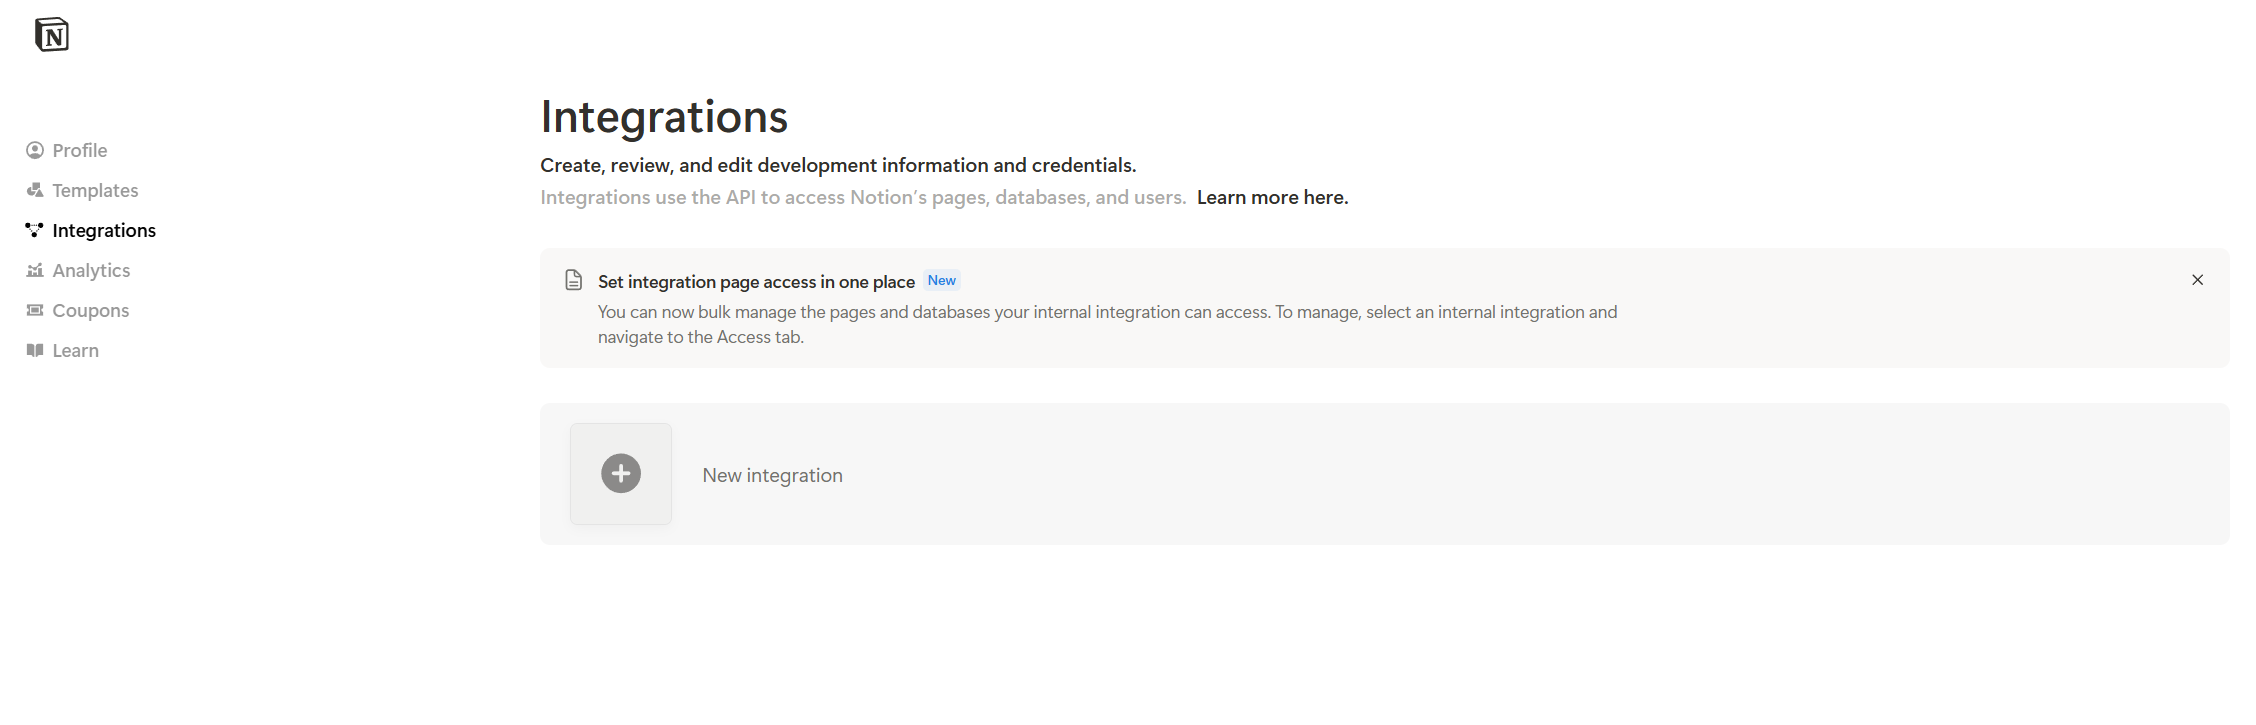 N
Profile
Templates
Integrations
Analytics
Coupons
Learn
Integrations
Create, review, and edit development information and credentials.
Integrations use the API to access Notion’s pages, databases, and users. Learn more here.
Set integration page access in one place New
You can now bulk manage the pages and databases your internal integration can access. To manage, select an internal integration and
navigate to the Access tab.
New integration